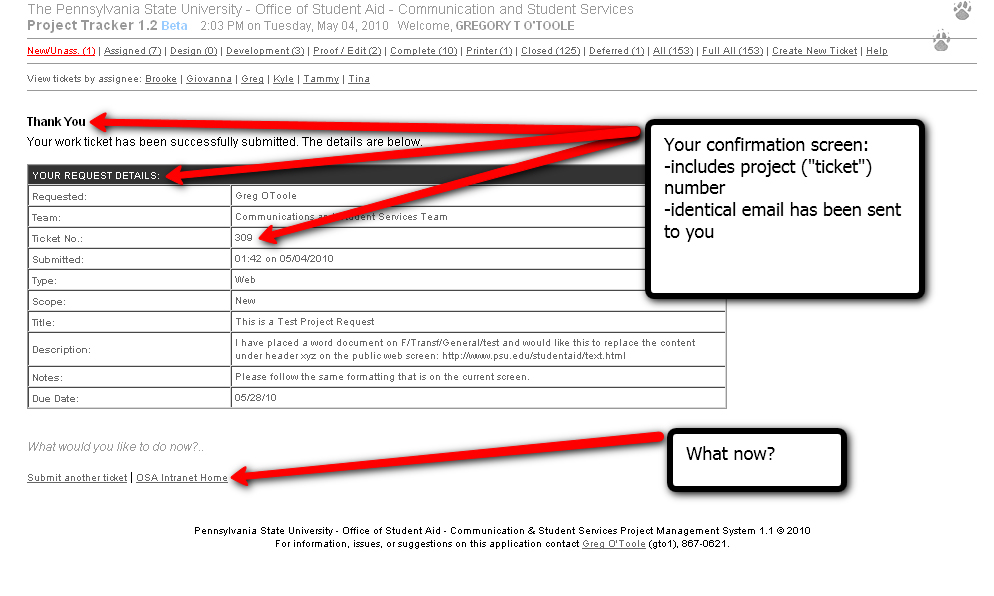 The Pennsylvania State University - Office of Student Aid - Communication and Student Services
Project Tracker 1.2 Beta 2:03 PM on Tuesday, May 04, 2010 Welcome, GREGORY T O'TOOLE
New/Unass. (1) | Assigned (7) | Design (0) | Development (3) | Proof / Edit (2) | Complete (10) | Printer (1) | Closed (125) | Deferred (1) | All (153) | Full All (153) | Create New Ticket | Help
View tickets by assignee: Brooke | Giovanna | Greg | Kyle | Tammy | Tina
Thank You
Your work ticket has been successfully submitted. The details are below.
YOUR REQUEST DETAILS:
Requested: Greg OToole
Team: Communications and Student Services Team
Ticket No.: 309
Submitted: 01:42 on 05/04/2010
Type: Web
Scope: New
Title: This is a Test Project Request
Description: I have placed a word document on F/Transf/General/test and would like this to replace the content
under header xyz on the public web screen: http://www.psu.edu/studentaid/text.html
Notes: Please follow the same formatting that is on the current screen.
Due Date: 05/28/10
Your confirmation screen:
-includes project ("ticket")
number
-identical email has been sent
to you
What would you like to do now?..
Submit another ticket | OSA Intranet Home
What now?
Pennsylvania State University - Office of Student Aid - Communication & Student Services Project Management System 1.1 © 2010
For information, issues, or suggestions on this application contact Greg O'Toole (gto1), 867-0621.